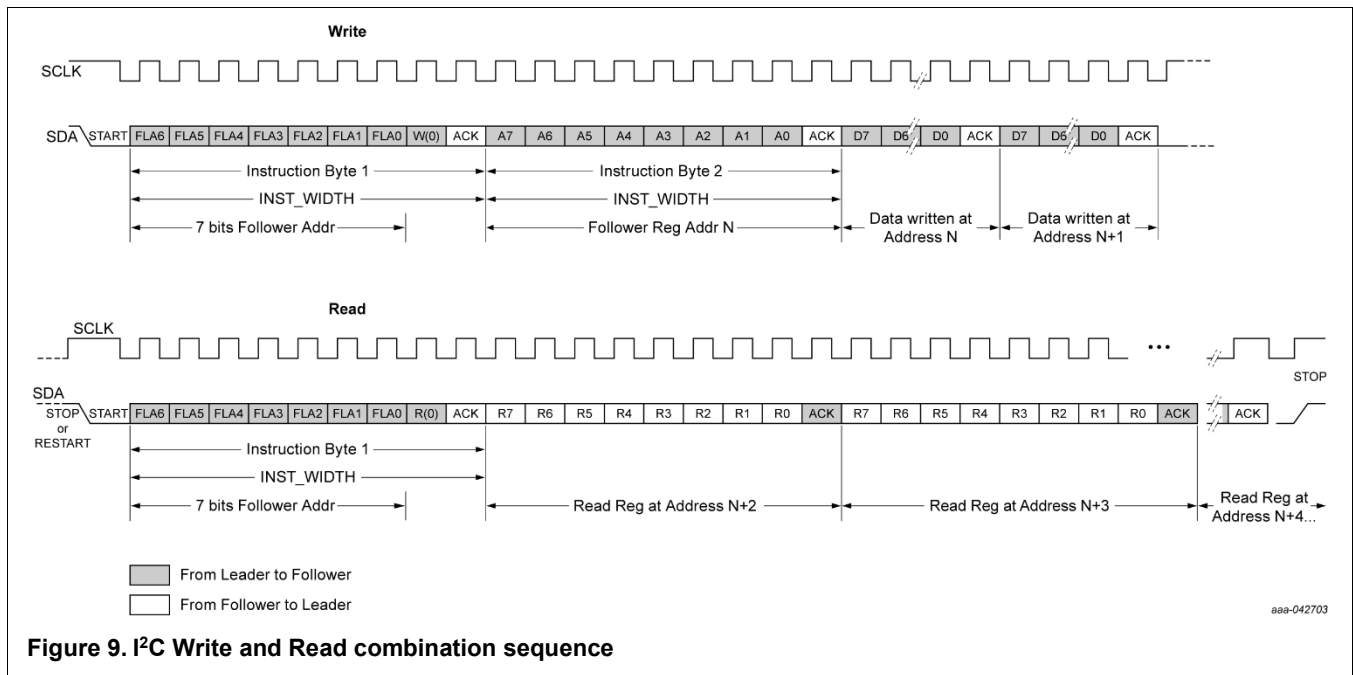 Write
SCLK
SDA START FLA6 FLA5 FLA4 FLA3 FLA2 FLA1 FLA0 W(0) ACK A7 A6 A5 A4 A3 A2 A1 A0 ACK D7 D6 D0 ACK D7 D6 D0 ACK
Instruction Byte 1 Instruction Byte 2
INST_WIDTH INST_WIDTH
7 bits Follower Addr Follower Reg Addr N Data written at Address N Data written at Address N+1
Read
SCLK
...
STOP
SDA
STOP or RESTART START FLA6 FLA5 FLA4 FLA3 FLA2 FLA1 FLA0 R(0) ACK R7 R6 R5 R4 R3 R2 R1 R0 ACK R7 R6 R5 R4 R3 R2 R1 R0 ACK ACK
Instruction Byte 1
INST_WIDTH
7 bits Follower Addr Read Reg at Address N+2 Read Reg at Address N+3 Read Reg at Address N+4...
From Leader to Follower
From Follower to Leader
aaa-042703
Figure 9. I²C Write and Read combination sequence